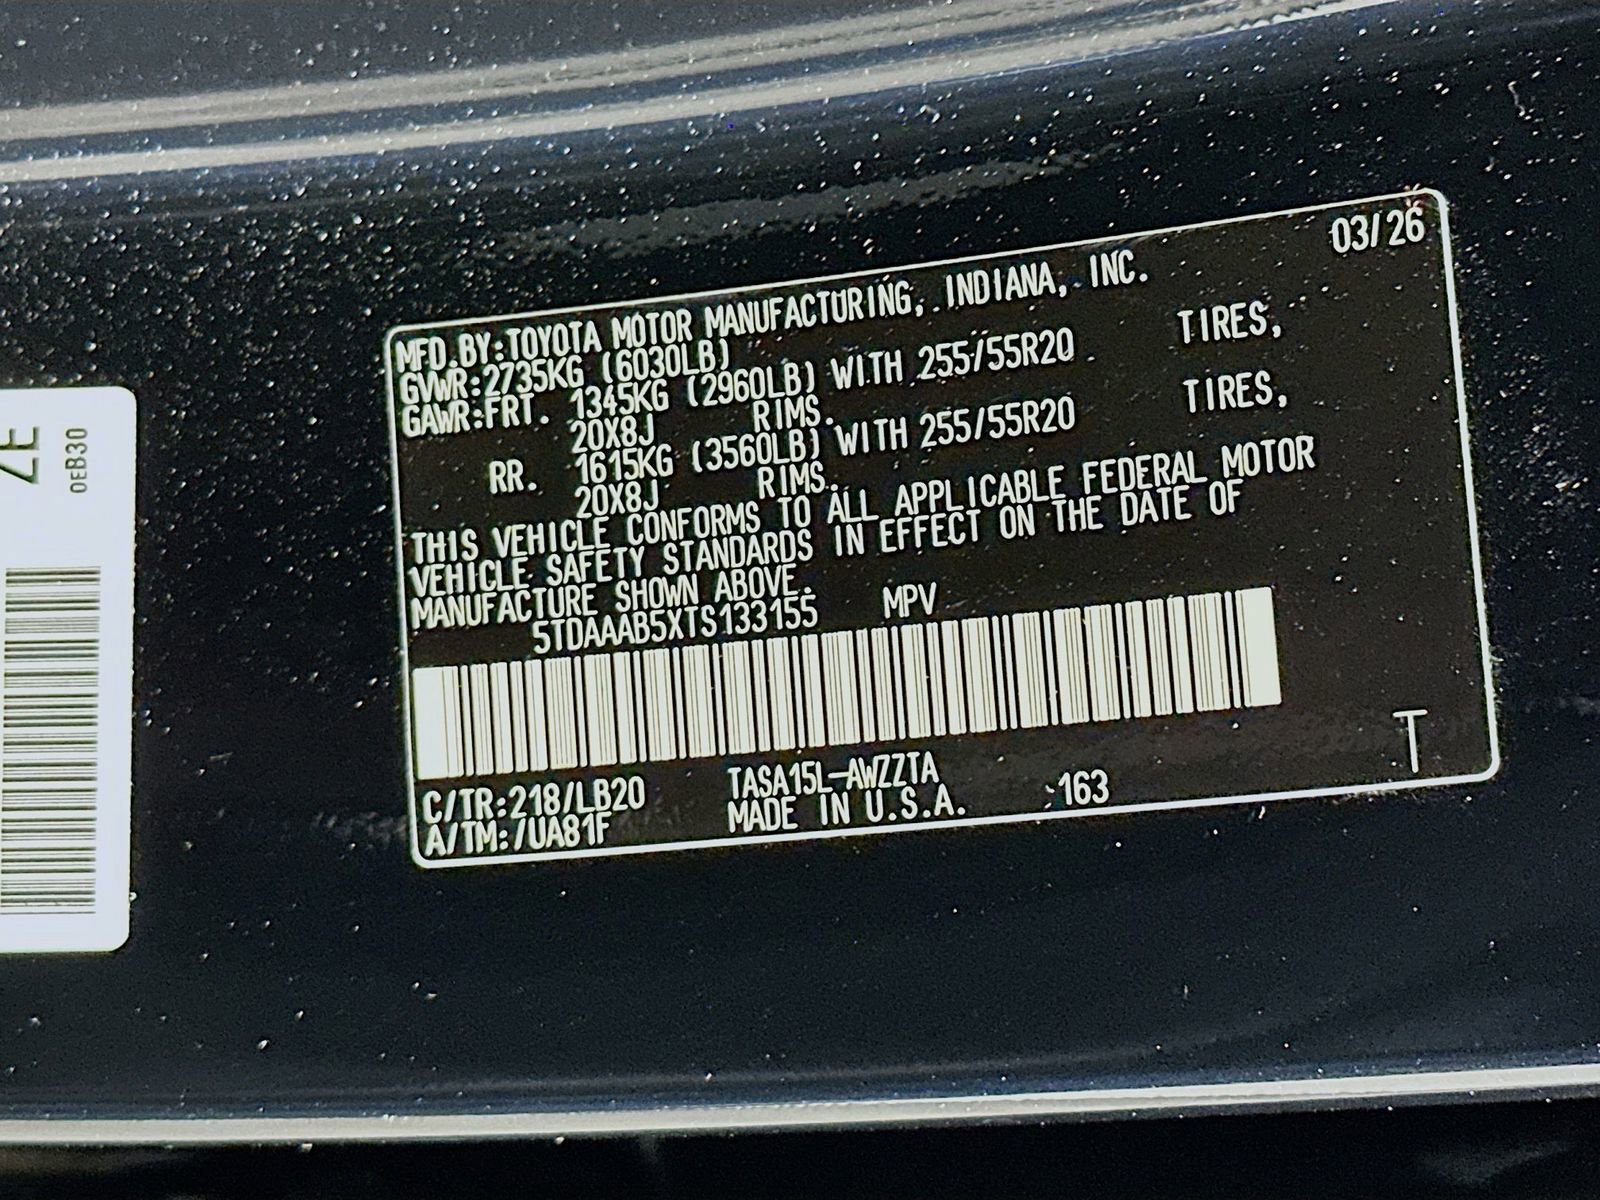 03/26
MFD.BY:TOYOTA MOTOR MANUFACTURING, INDIANA, INC.
GVWR:2735KG (6030LB)
GAWR:FRT. 1345KG (2960LB) WITH 255/55R20 TIRES,
20X8J RIMS.
RR. 1615KG (3560LB) WITH 255/55R20 TIRES,
20X8J RIMS.
THIS VEHICLE CONFORMS TO ALL APPLICABLE FEDERAL MOTOR
VEHICLE SAFETY STANDARDS IN EFFECT ON THE DATE OF
MANUFACTURE SHOWN ABOVE.
5TDAAAB5XTS133155 MPV
C/TR:218/LB20 TASA15L-AWZZTA
A/TM:/UA81F MADE IN U.S.A. 163
T
0EB30